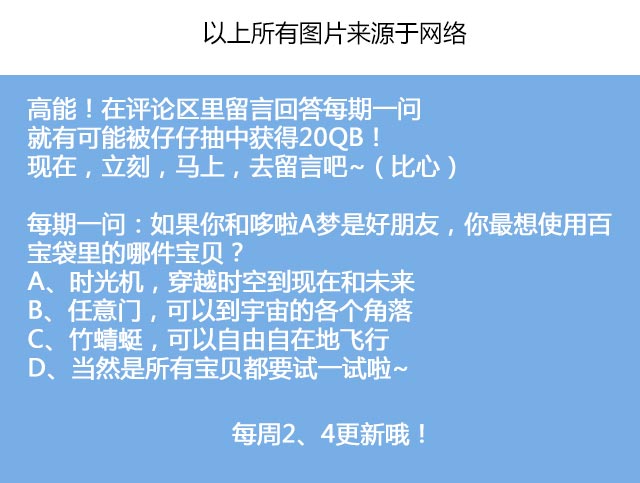 以上所有图片来源于网络
高能！在评论区里留言回答每期一问
就有可能被仔仔抽中获得20QB！
现在，立刻，马上，去留言吧~（比心）
每期一问：如果你和哆啦A梦是好朋友，你最想使用百
宝袋里的哪件宝贝？
A、时光机，穿越时空到现在和未来
B、任意门，可以到宇宙的各个角落
C、竹蜻蜓，可以自由自在地飞行
D、当然是所有宝贝都要试一试啦~
每周2、4更新哦！